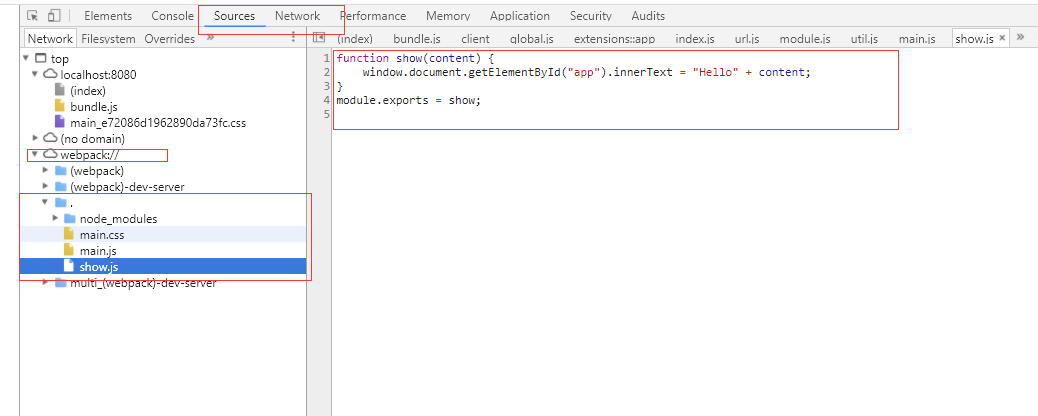 Elements Console Sources Network Performance Memory Application Security Audits
Network Filesystem Overrides » (index) bundle.js client global.js extensions::app index.js url.js module.js util.js main.js show.js × »
top
localhost:8080
(index)
bundle.js
main_e72086d1962890da73fc.css
(no domain)
webpack://
(webpack)
(webpack)-dev-server
.
node_modules
main.css
main.js
show.js
multi_(webpack)-dev-server
1 function show(content) {
2 window.document.getElementById("app").innerText = "Hello" + content;
3 }
4 module.exports = show;
5